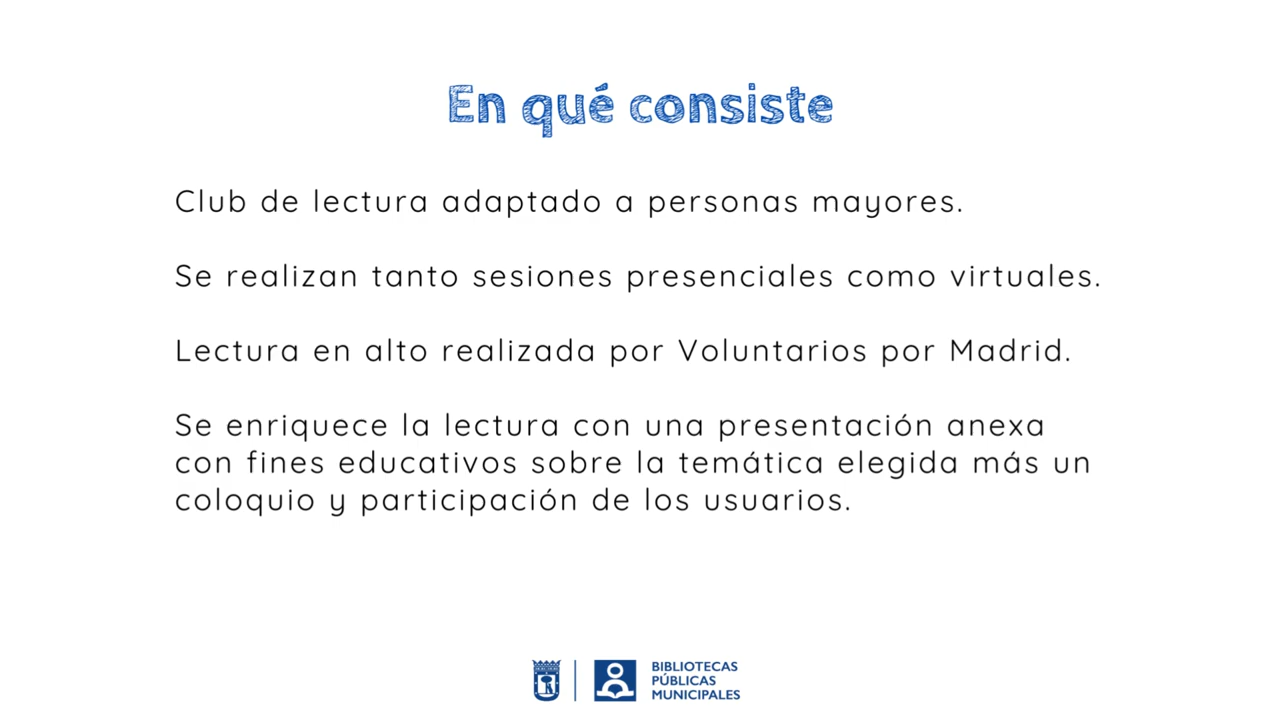 En qué consiste
Club de lectura adaptado a personas mayores.
Se realizan tanto sesiones presenciales como virtuales.
Lectura en alto realizada por Voluntarios por Madrid.
Se enriquece la lectura con una presentación anexa
con fines educativos sobre la temática elegida más un
coloquio y participación de los usuarios.
BIBLIOTECAS
PÚBLICAS
MUNICIPALES